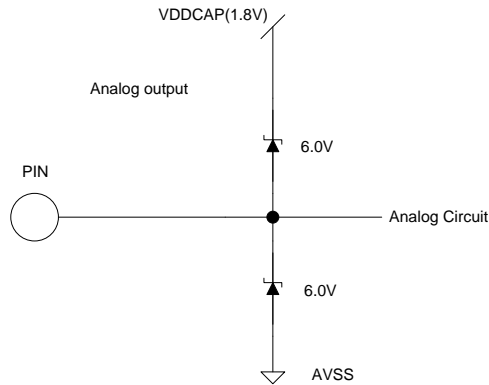 VDDCAP(1.8V)
Analog output
6.0V
PIN
Analog Circuit
6.0V
AVSS